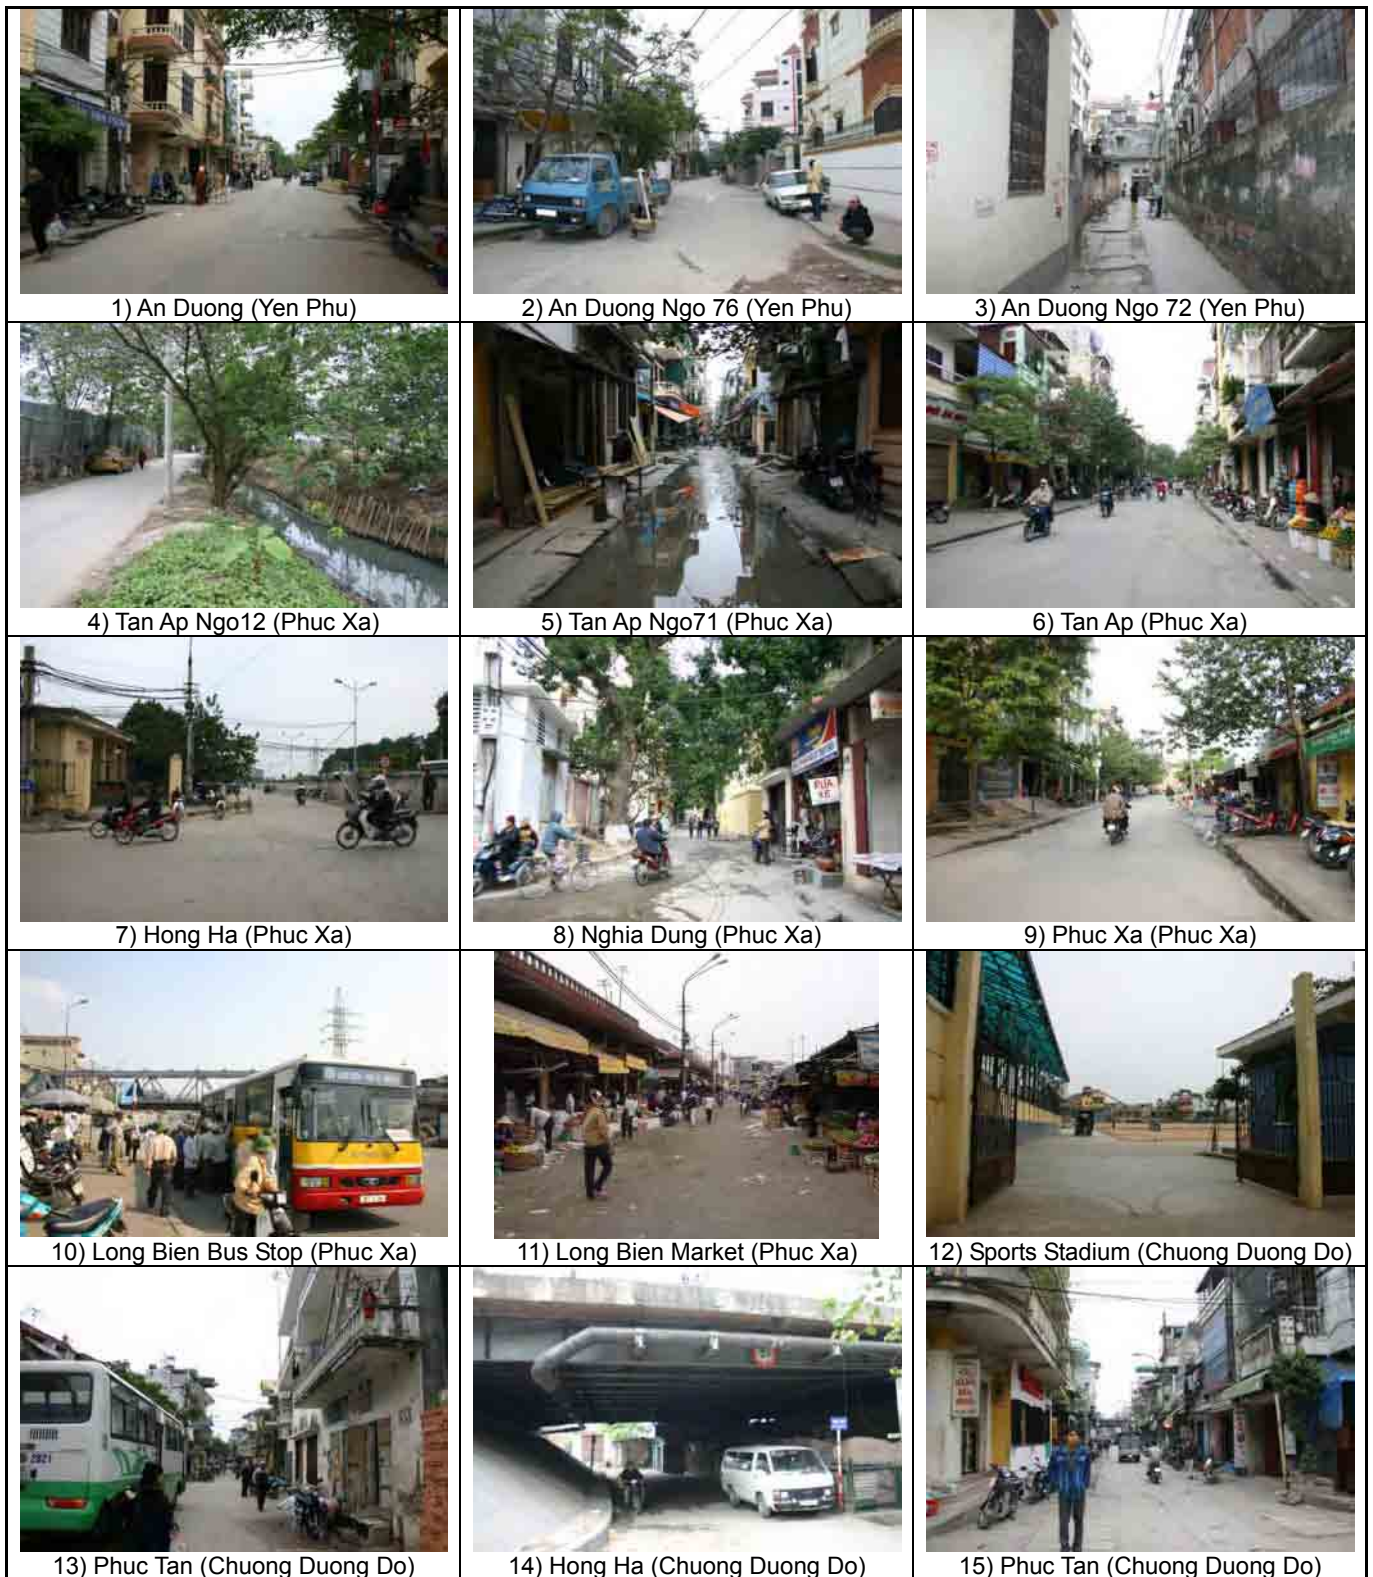 1) An Duong (Yen Phu)
2) An Duong Ngo 76 (Yen Phu)
3) An Duong Ngo 72 (Yen Phu)
4) Tan Ap Ngo12 (Phuc Xa)
5) Tan Ap Ngo71 (Phuc Xa)
6) Tan Ap (Phuc Xa)
7) Hong Ha (Phuc Xa)
RUA
XE
8) Nghia Dung (Phuc Xa)
9) Phuc Xa (Phuc Xa)
10) Long Bien Bus Stop (Phuc Xa)
11) Long Bien Market (Phuc Xa)
12) Sports Stadium (Chuong Duong Do)
2021
13) Phuc Tan (Chuong Duong Do)
14) Hong Ha (Chuong Duong Do)
15) Phuc Tan (Chuong Duong Do)